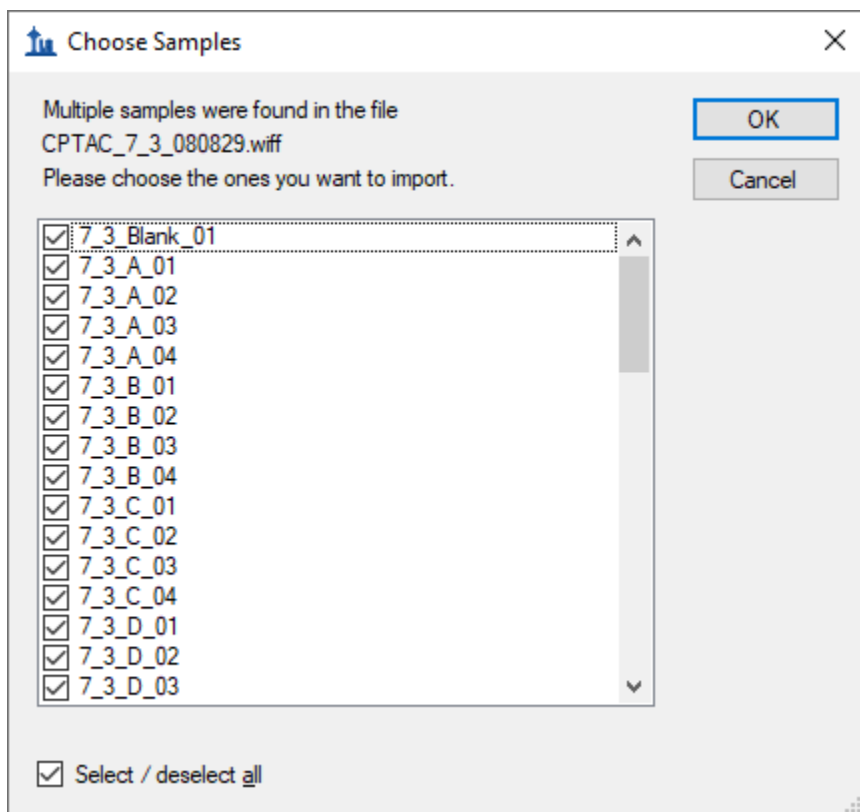 Choose Samples
Multiple samples were found in the file
CPTAC_7_3_080829.wiff
Please choose the ones you want to import.
OK
Cancel
7_3_Blank_01
7_3_A_01
7_3_A_02
7_3_A_03
7_3_A_04
7_3_B_01
7_3_B_02
7_3_B_03
7_3_B_04
7_3_C_01
7_3_C_02
7_3_C_03
7_3_C_04
7_3_D_01
7_3_D_02
7_3_D_03
Select / deselect all